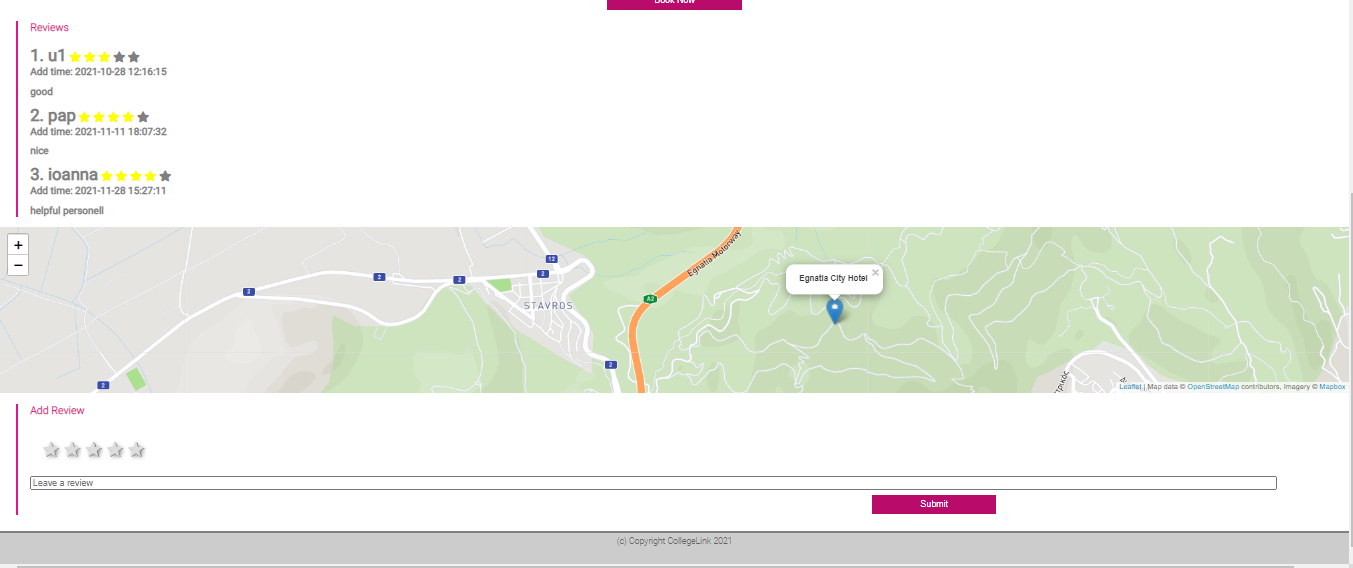 Book Now
Reviews
1. u1
Add time: 2021-10-28 12:16:15
good
2. pap
Add time: 2021-11-11 18:07:32
nice
3. ioanna
Add time: 2021-11-28 15:27:11
helpful personell
+
−
12
2
2
2
2
Egnatia Motorway
Egnatia City Hotel ×
A2
STAVROS
2
2
Leaflet | Map data © OpenStreetMap contributors, Imagery © Mapbox
Add Review
Leave a review
Submit
(c) Copyright CollegeLink 2021